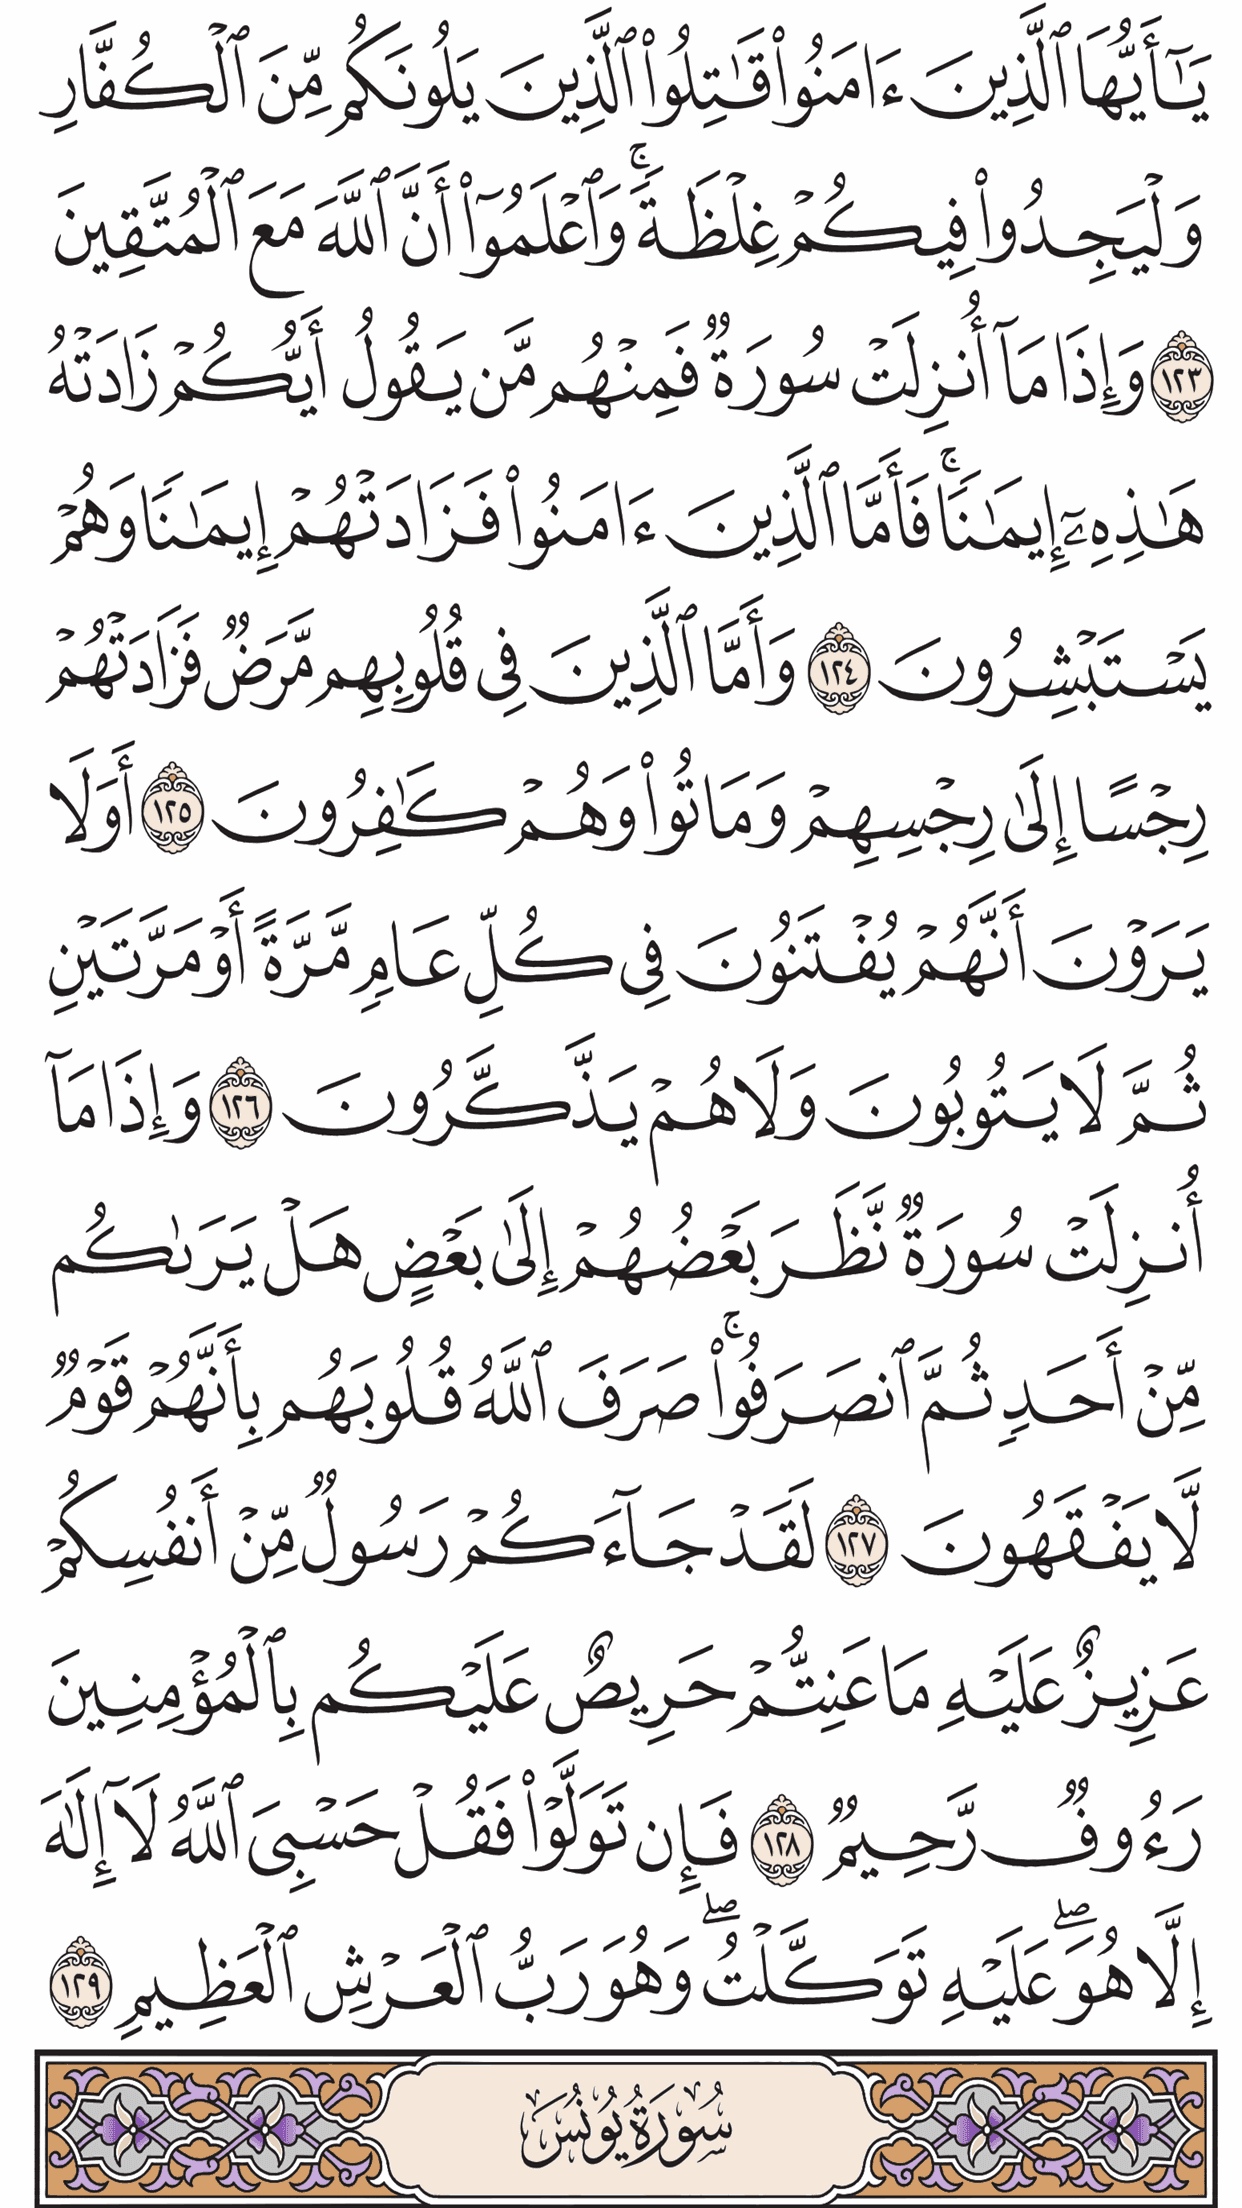 يَٰٓأَيُّهَا ٱلَّذِينَ ءَامَنُوا۟ قَٰتِلُوا۟ ٱلَّذِينَ يَلُونَكُم مِّنَ ٱلْكُفَّارِ
وَلْيَجِدُوا۟ فِيكُمْ غِلْظَةً ۚ وَٱعْلَمُوٓا۟ أَنَّ ٱللَّهَ مَعَ ٱلْمُتَّقِينَ
١٢٣ وَإِذَا مَآ أُنزِلَتْ سُورَةٌ فَمِنْهُم مَّن يَقُولُ أَيُّكُمْ زَادَتْهُ
هَٰذِهِۦٓ إِيمَٰنًا ۚ فَأَمَّا ٱلَّذِينَ ءَامَنُوا۟ فَزَادَتْهُمْ إِيمَٰنًا وَهُمْ
يَسْتَبْشِرُونَ ١٢٤ وَأَمَّا ٱلَّذِينَ فِى قُلُوبِهِم مَّرَضٌ فَزَادَتْهُمْ
رِجْسًا إِلَىٰ رِجْسِهِمْ وَمَاتُوا۟ وَهُمْ كَٰفِرُونَ ١٢٥ أَوَلَا
يَرَوْنَ أَنَّهُمْ يُفْتَنُونَ فِى كُلِّ عَامٍ مَّرَّةً أَوْ مَرَّتَيْنِ
ثُمَّ لَا يَتُوبُونَ وَلَا هُمْ يَذَّكَّرُونَ ١٢٦ وَإِذَا مَآ
أُنزِلَتْ سُورَةٌ نَّظَرَ بَعْضُهُمْ إِلَىٰ بَعْضٍ هَلْ يَرَىٰكُم
مِّنْ أَحَدٍ ثُمَّ ٱنصَرَفُوا۟ ۚ صَرَفَ ٱللَّهُ قُلُوبَهُم بِأَنَّهُمْ قَوْمٌ
لَّا يَفْقَهُونَ ١٢٧ لَقَدْ جَآءَكُمْ رَسُولٌ مِّنْ أَنفُسِكُمْ
عَزِيزٌ عَلَيْهِ مَا عَنِتُّمْ حَرِيصٌ عَلَيْكُم بِٱلْمُؤْمِنِينَ
رَءُوفٌ رَّحِيمٌ ١٢٨ فَإِن تَوَلَّوْا۟ فَقُلْ حَسْبِىَ ٱللَّهُ لَآ إِلَٰهَ
إِلَّا هُوَ ۖ عَلَيْهِ تَوَكَّلْتُ ۖ وَهُوَ رَبُّ ٱلْعَرْشِ ٱلْعَظِيمِ ١٢٩
سُورَةُ يُونُسَ